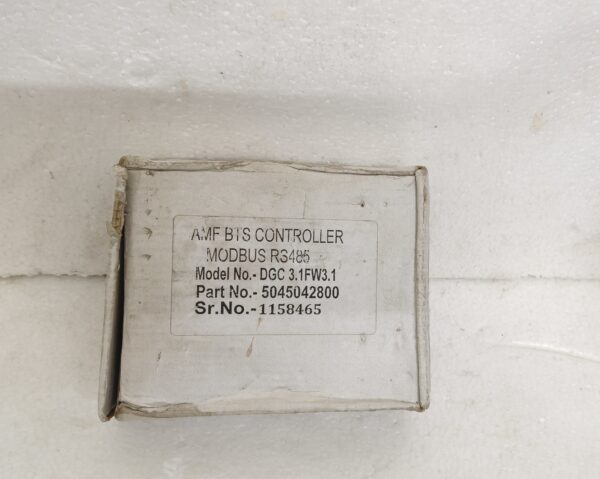 AMF BTS CONTROLLER
MODBUS RS485
Model No.- DGC 3.1FW3.1
Part No.- 5045042800
Sr.No.- 1158465